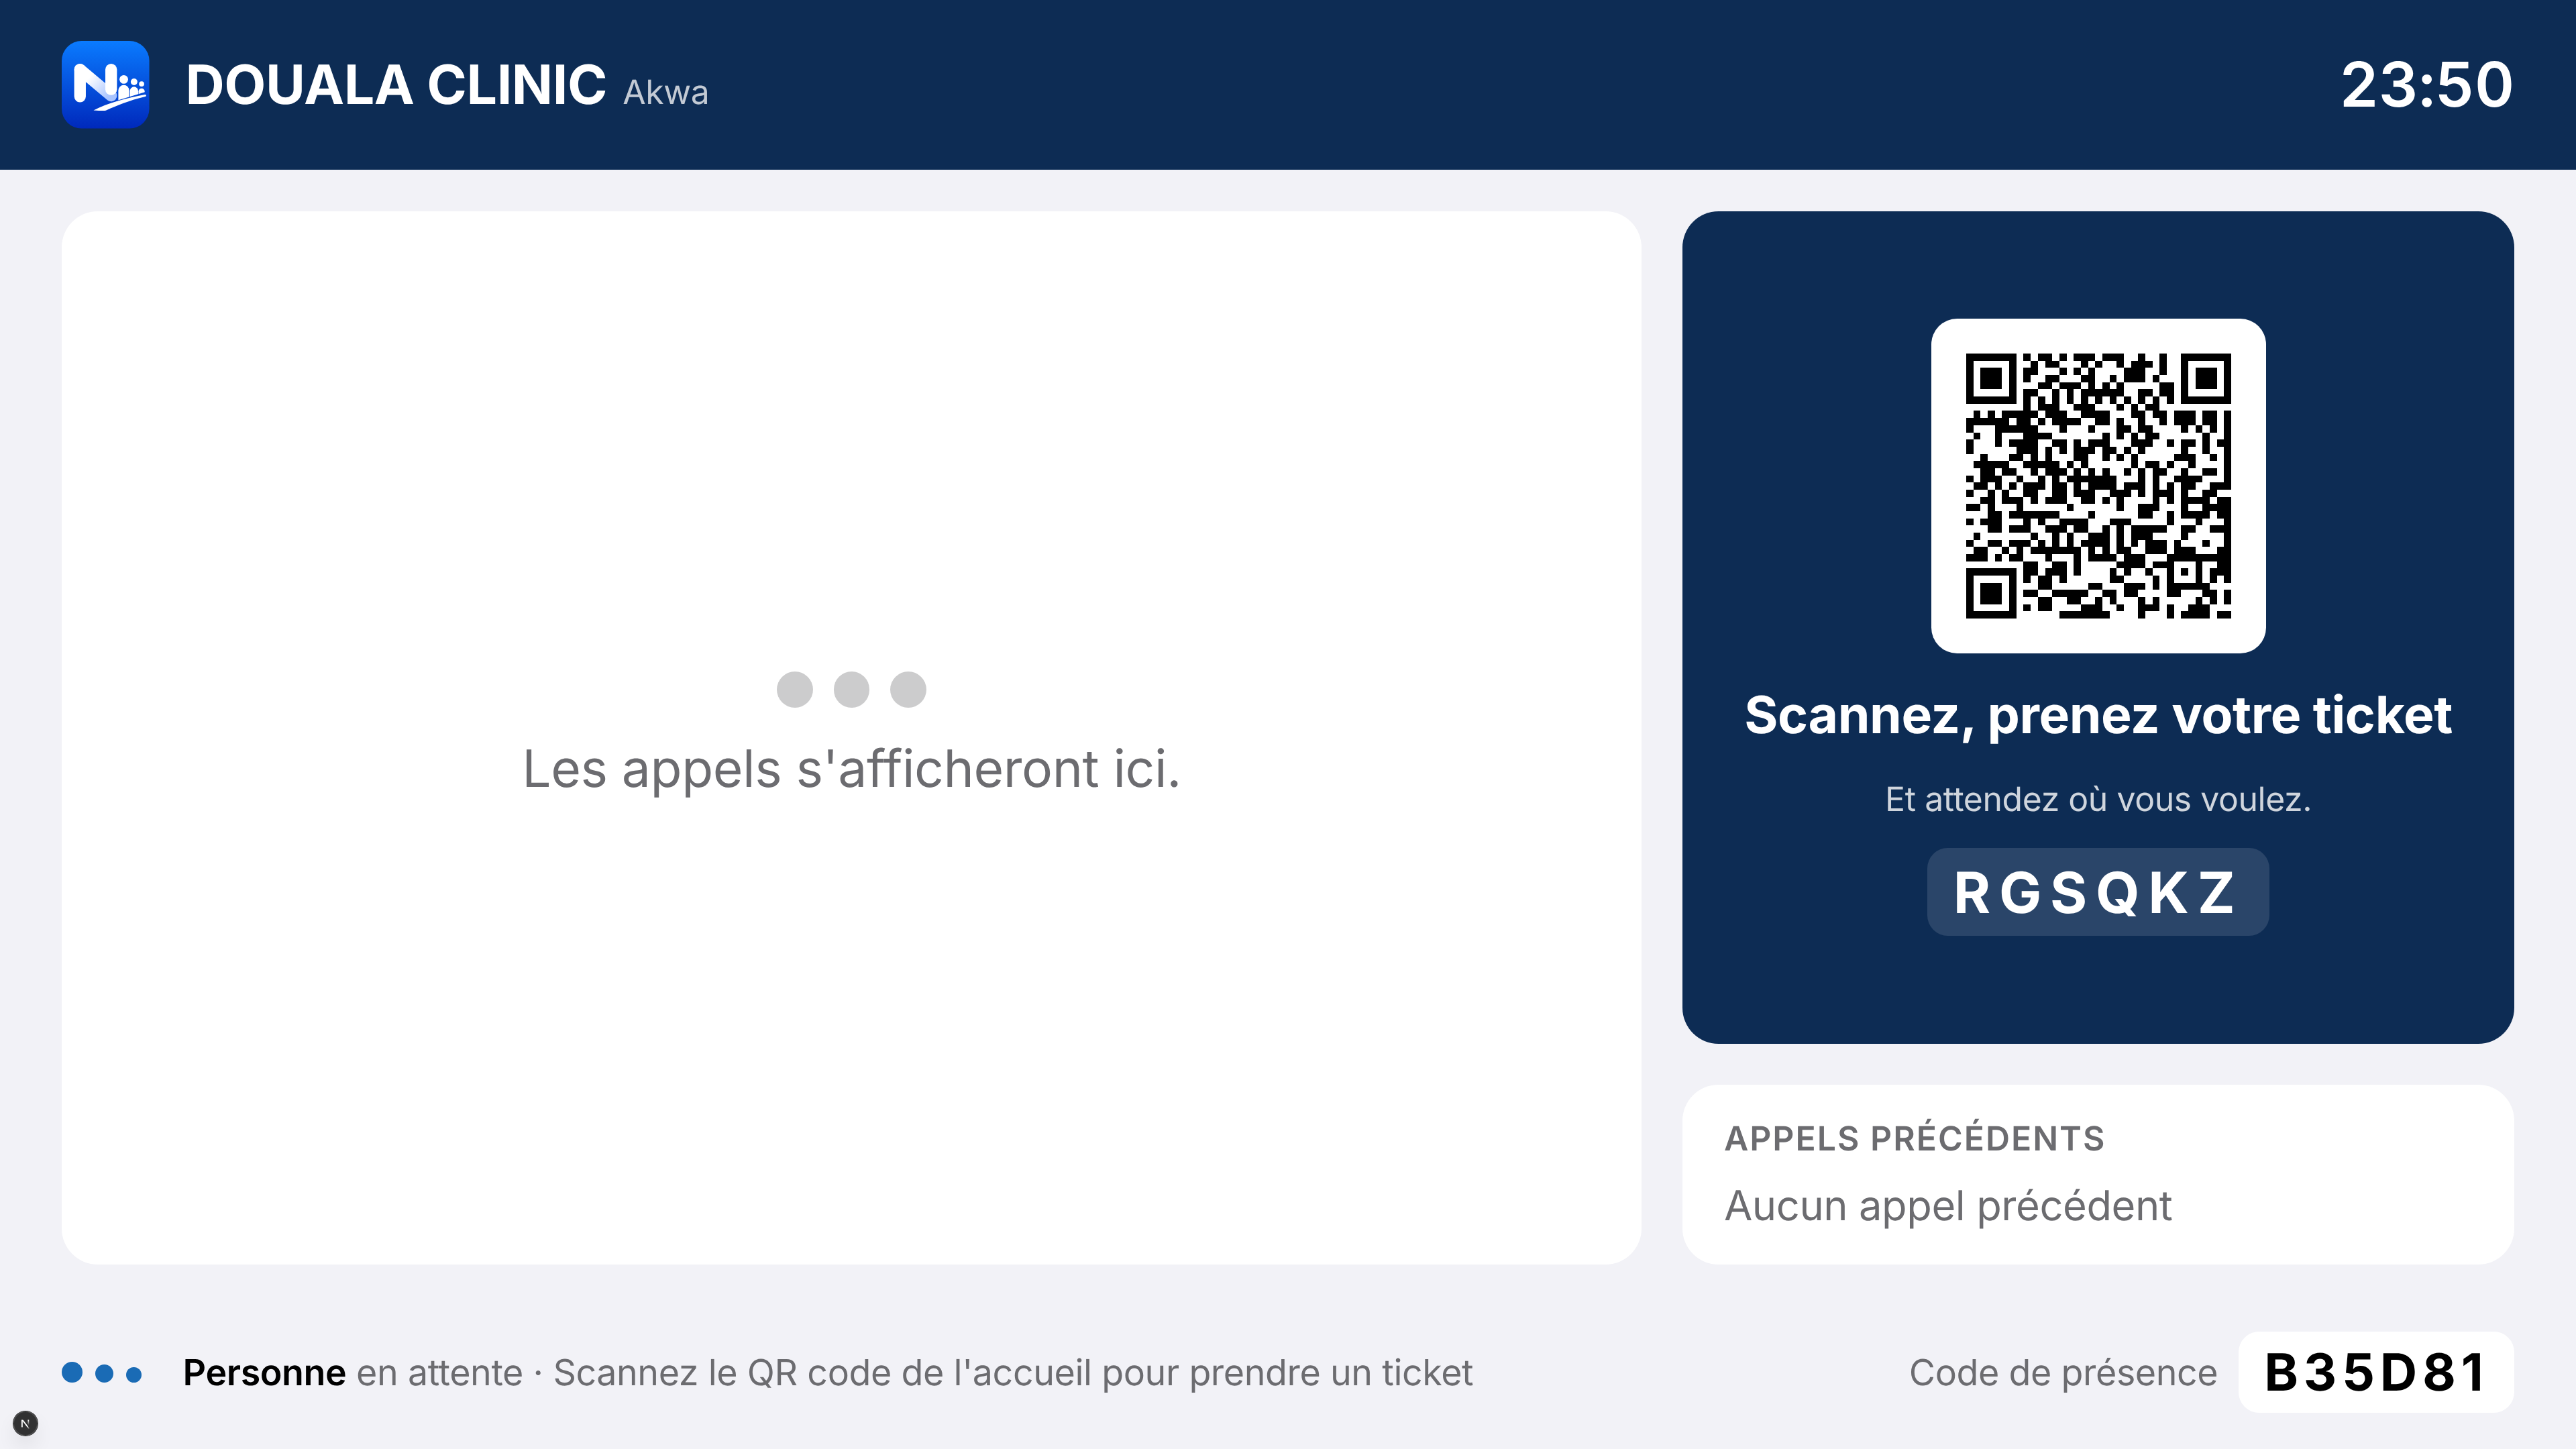 DOUALA CLINIC Akwa
23:50
Les appels s'afficheront ici.
Scannez, prenez votre ticket
Et attendez où vous voulez.
RGSQKZ
APPELS PRÉCÉDENTS
Aucun appel précédent
Personne en attente · Scannez le QR code de l'accueil pour prendre un ticket
Code de présence B35D81
N